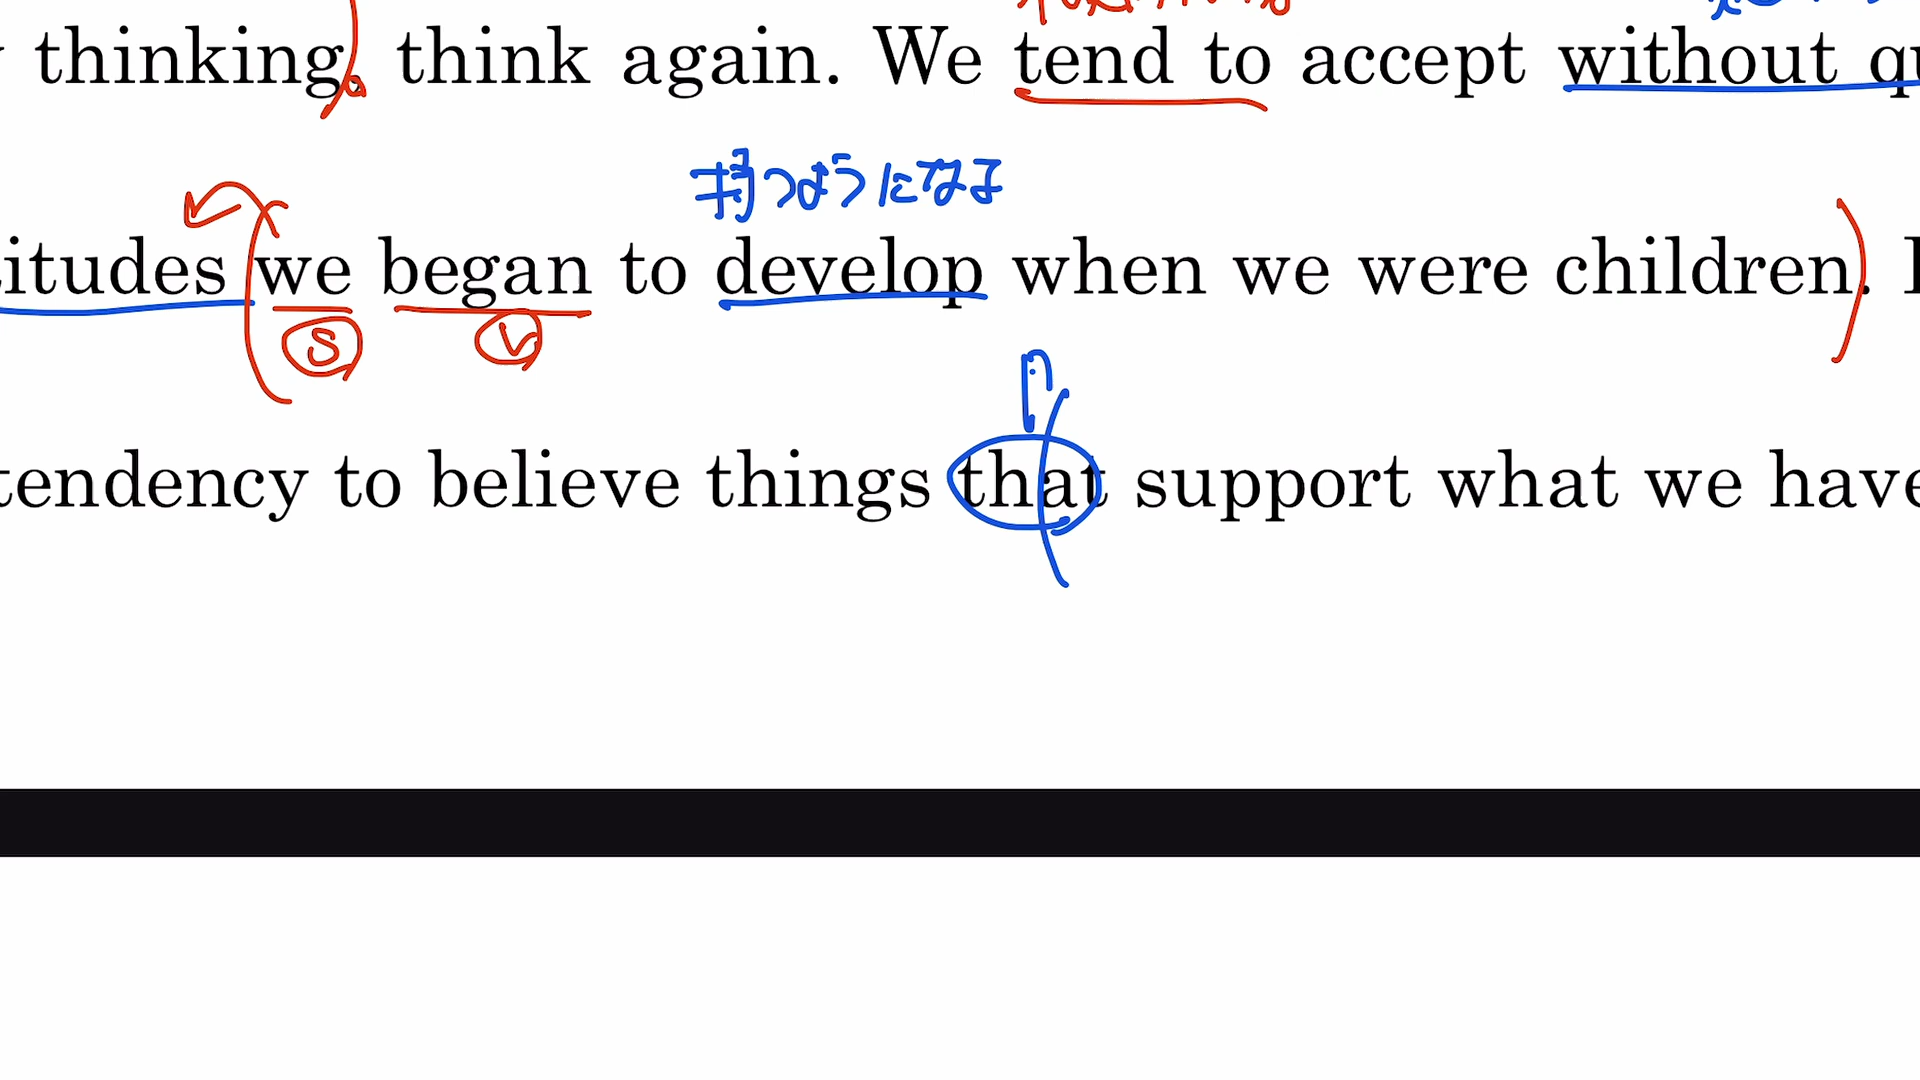 thinking, think again. We tend to accept without
持つようになる
we began to develop when we were children.
S V
tendency to believe things that support what we have